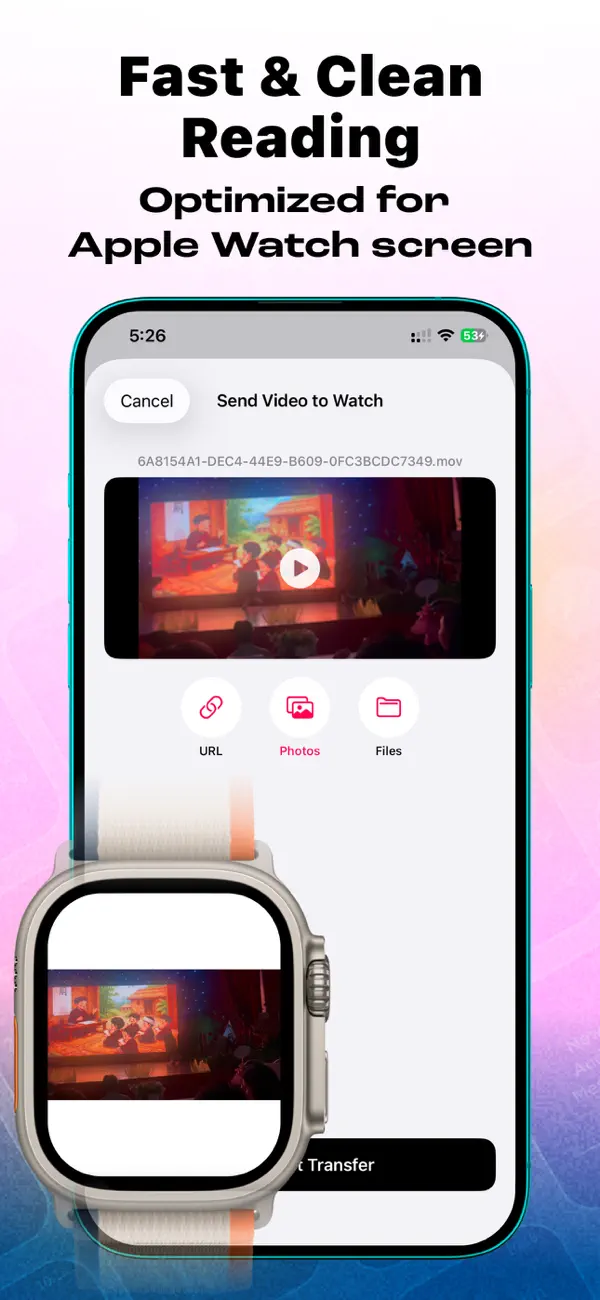 Fast & Clean
Reading
Optimized for
Apple Watch screen
5:26
53
Cancel
Send Video to Watch
6A8154A1-DEC4-44E9-B609-0FC3BCDC7349.mov
URL
Photos
Files
t Transfer